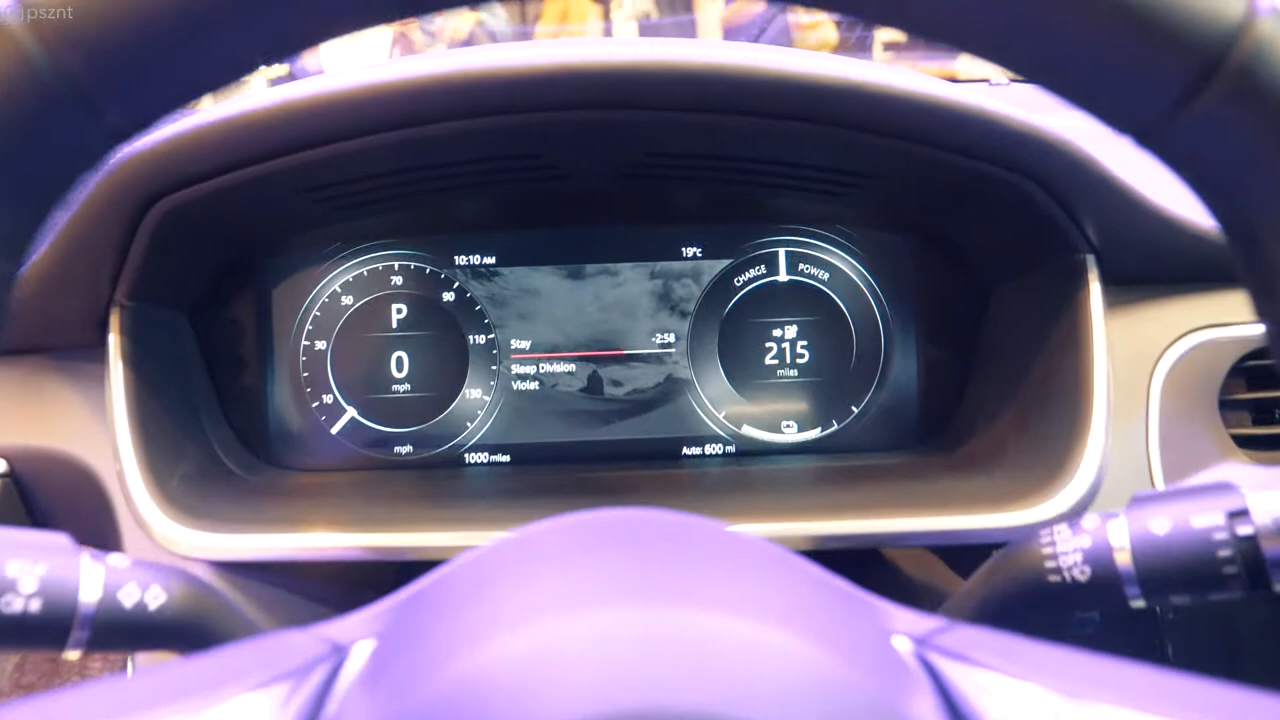 jpsznt
10:10 AM
19°c
70
50
90
30
110
10
130
P
0
mph
mph
1000 miles
Stay
-2:58
Sleep Division
Violet
Auto: 600 mi
CHARGE
POWER
215
miles